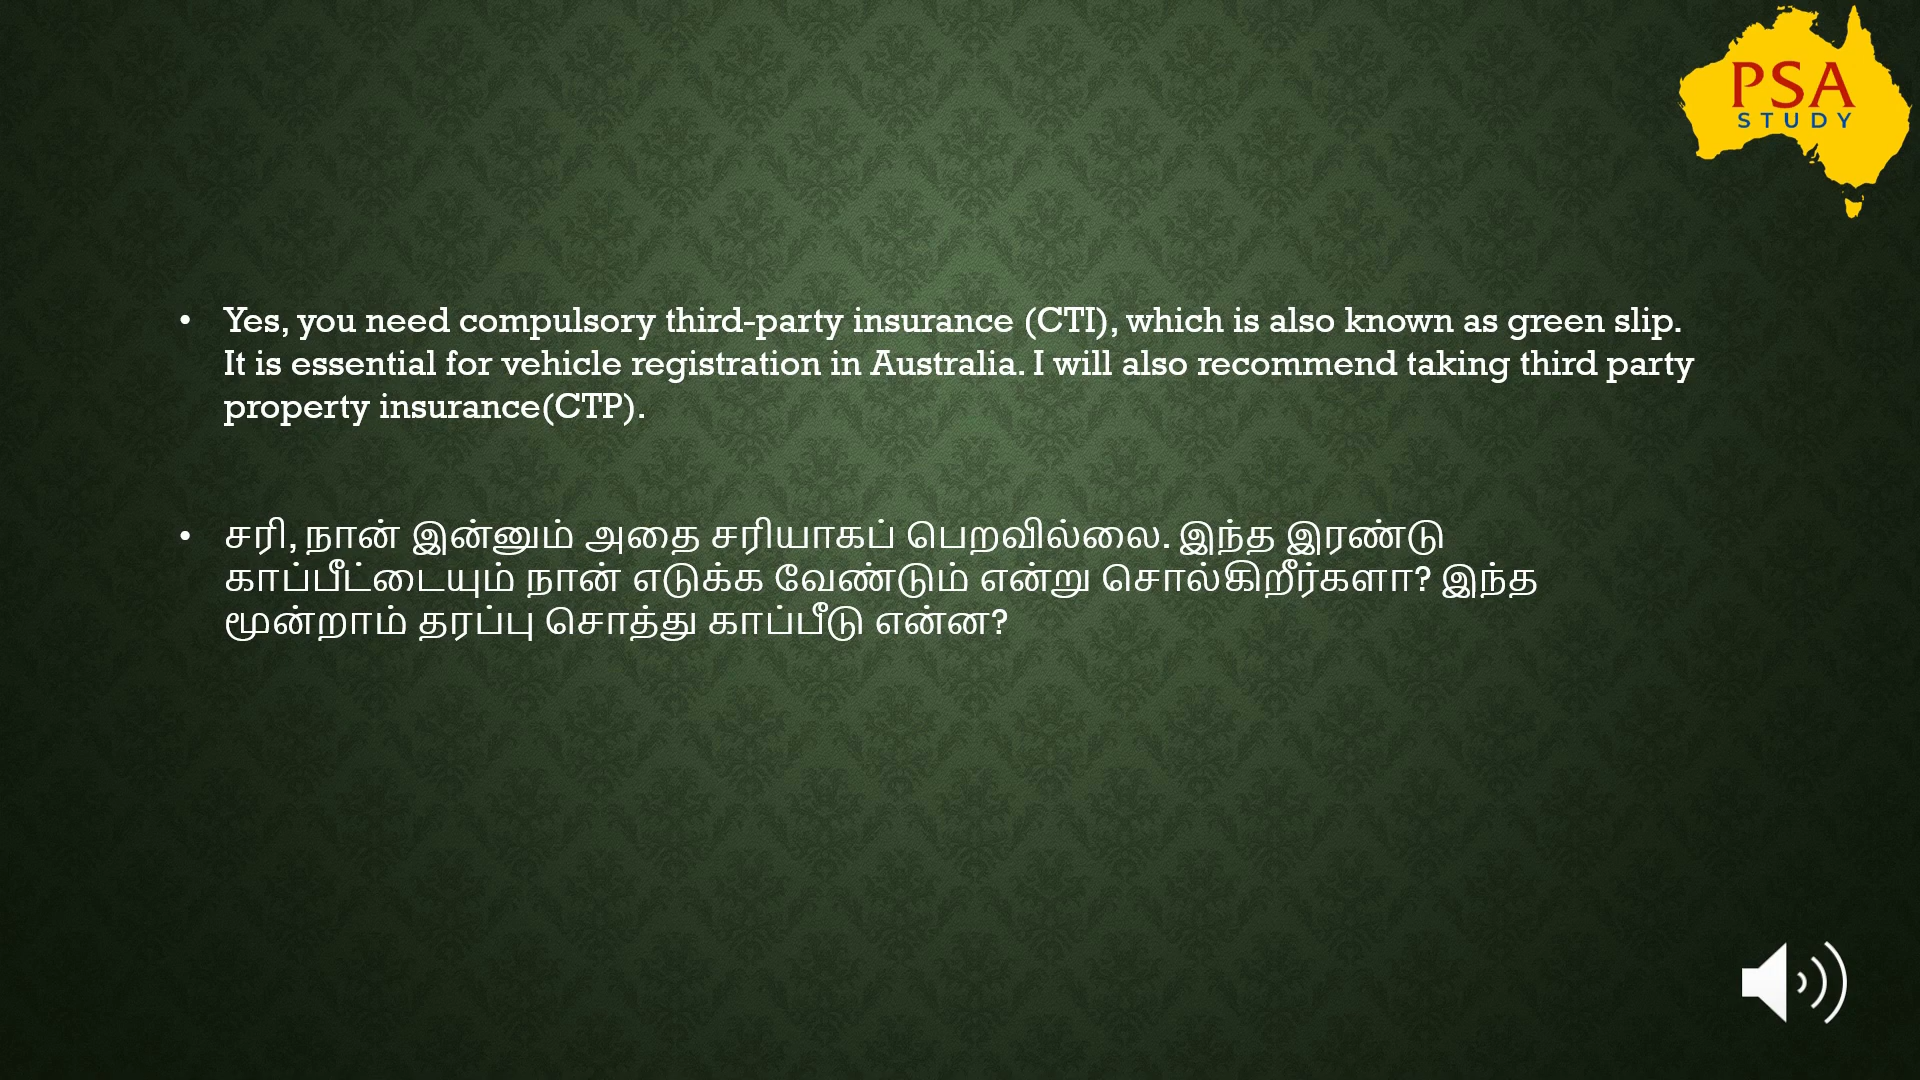 PSA
STUDY
• Yes, you need compulsory third-party insurance (CTI), which is also known as green slip.
It is essential for vehicle registration in Australia. I will also recommend taking third party
property insurance(CTP).
• சரி, நான் இன்னும் அதை சரியாகப் பெறவில்லை. இந்த இரண்டு
காப்பீட்டையும் நான் எடுக்க வேண்டும் என்று சொல்கிறீர்களா? இந்த
மூன்றாம் தரப்பு சொத்து காப்பீடு என்ன?